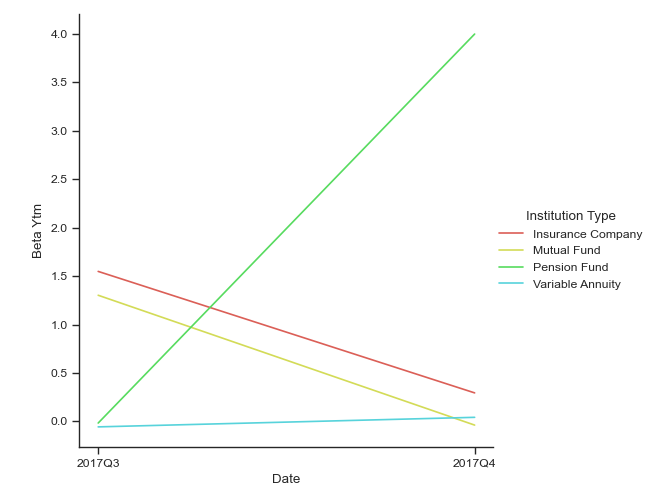 4.0
3.5
3.0
2.5
2.0
1.5
1.0
0.5
0.0
Beta Ytm
2017Q3
2017Q4
Date
Institution Type
Insurance Company
Mutual Fund
Pension Fund
Variable Annuity